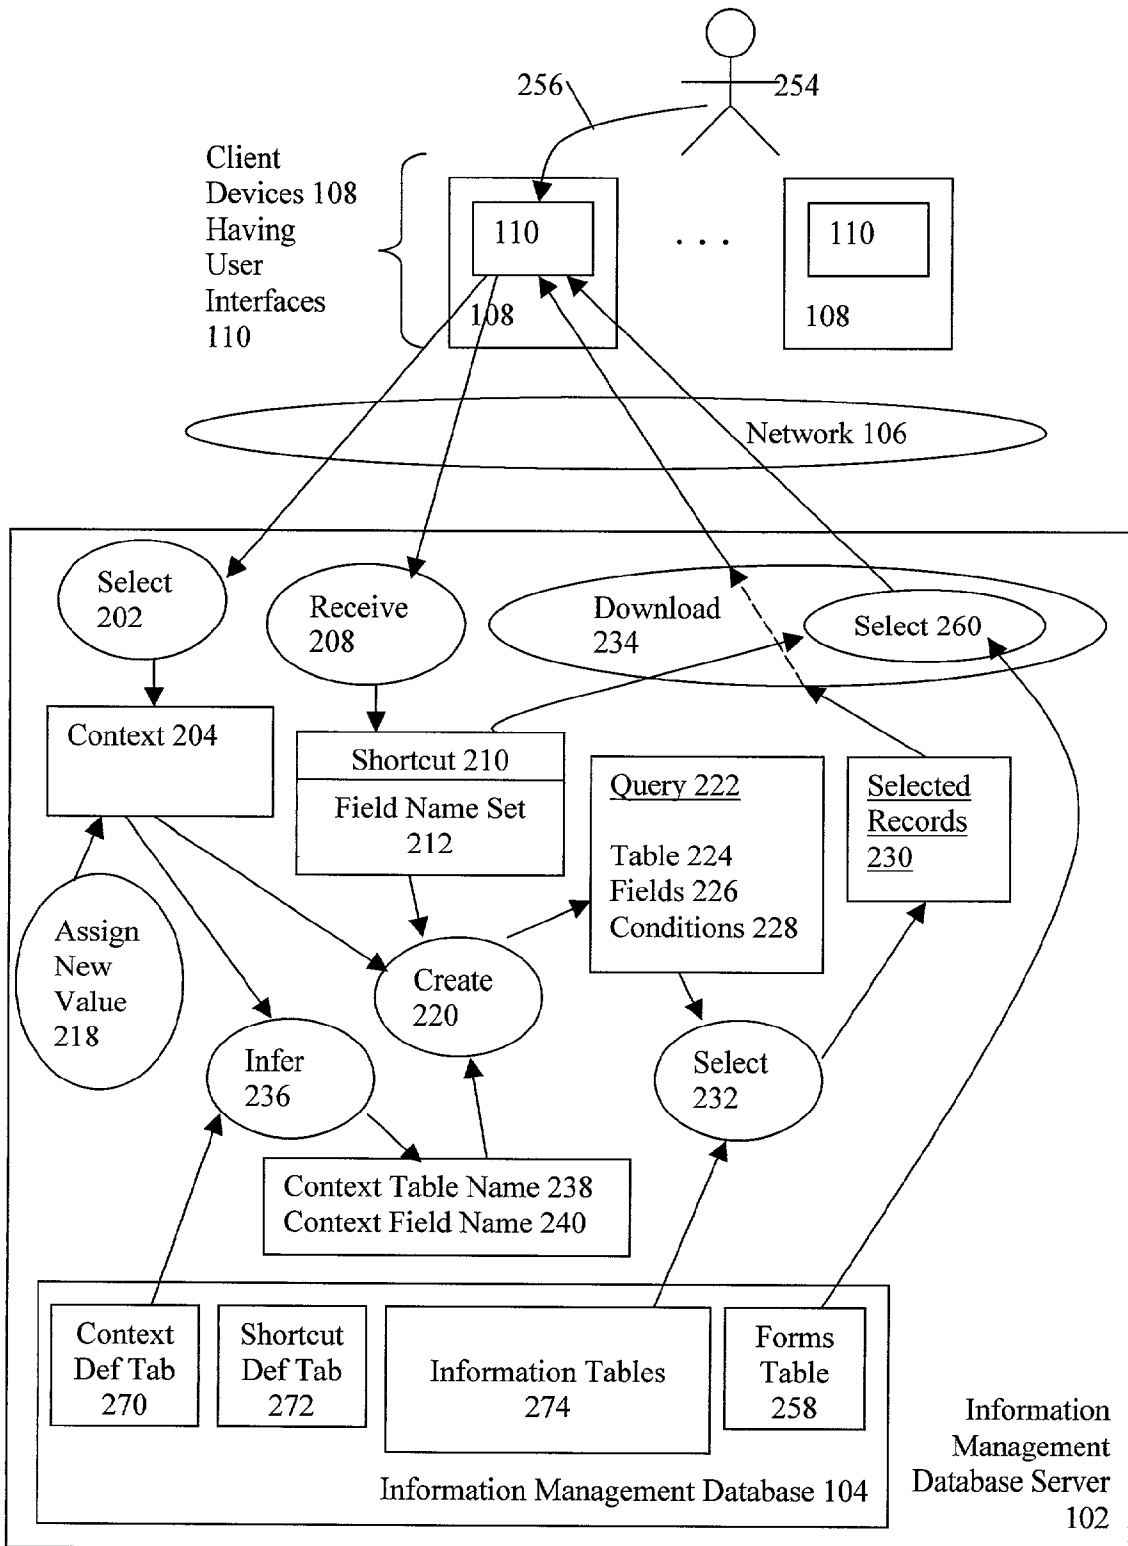 256
254
Client
Devices 108
Having
User
Interfaces
110
110
108
. . .
110
108
Network 106
Select
202
Receive
208
Download
234
Select 260
Context 204
Shortcut 210
Field Name Set
212
Query 222
Table 224
Fields 226
Conditions 228
Selected
Records
230
Assign
New
Value
218
Create
220
Infer
236
Select
232
Context Table Name 238
Context Field Name 240
Context
Def Tab
270
Shortcut
Def Tab
272
Information Tables
274
Forms
Table
258
Information Management Database 104
Information
Management
Database Server
102